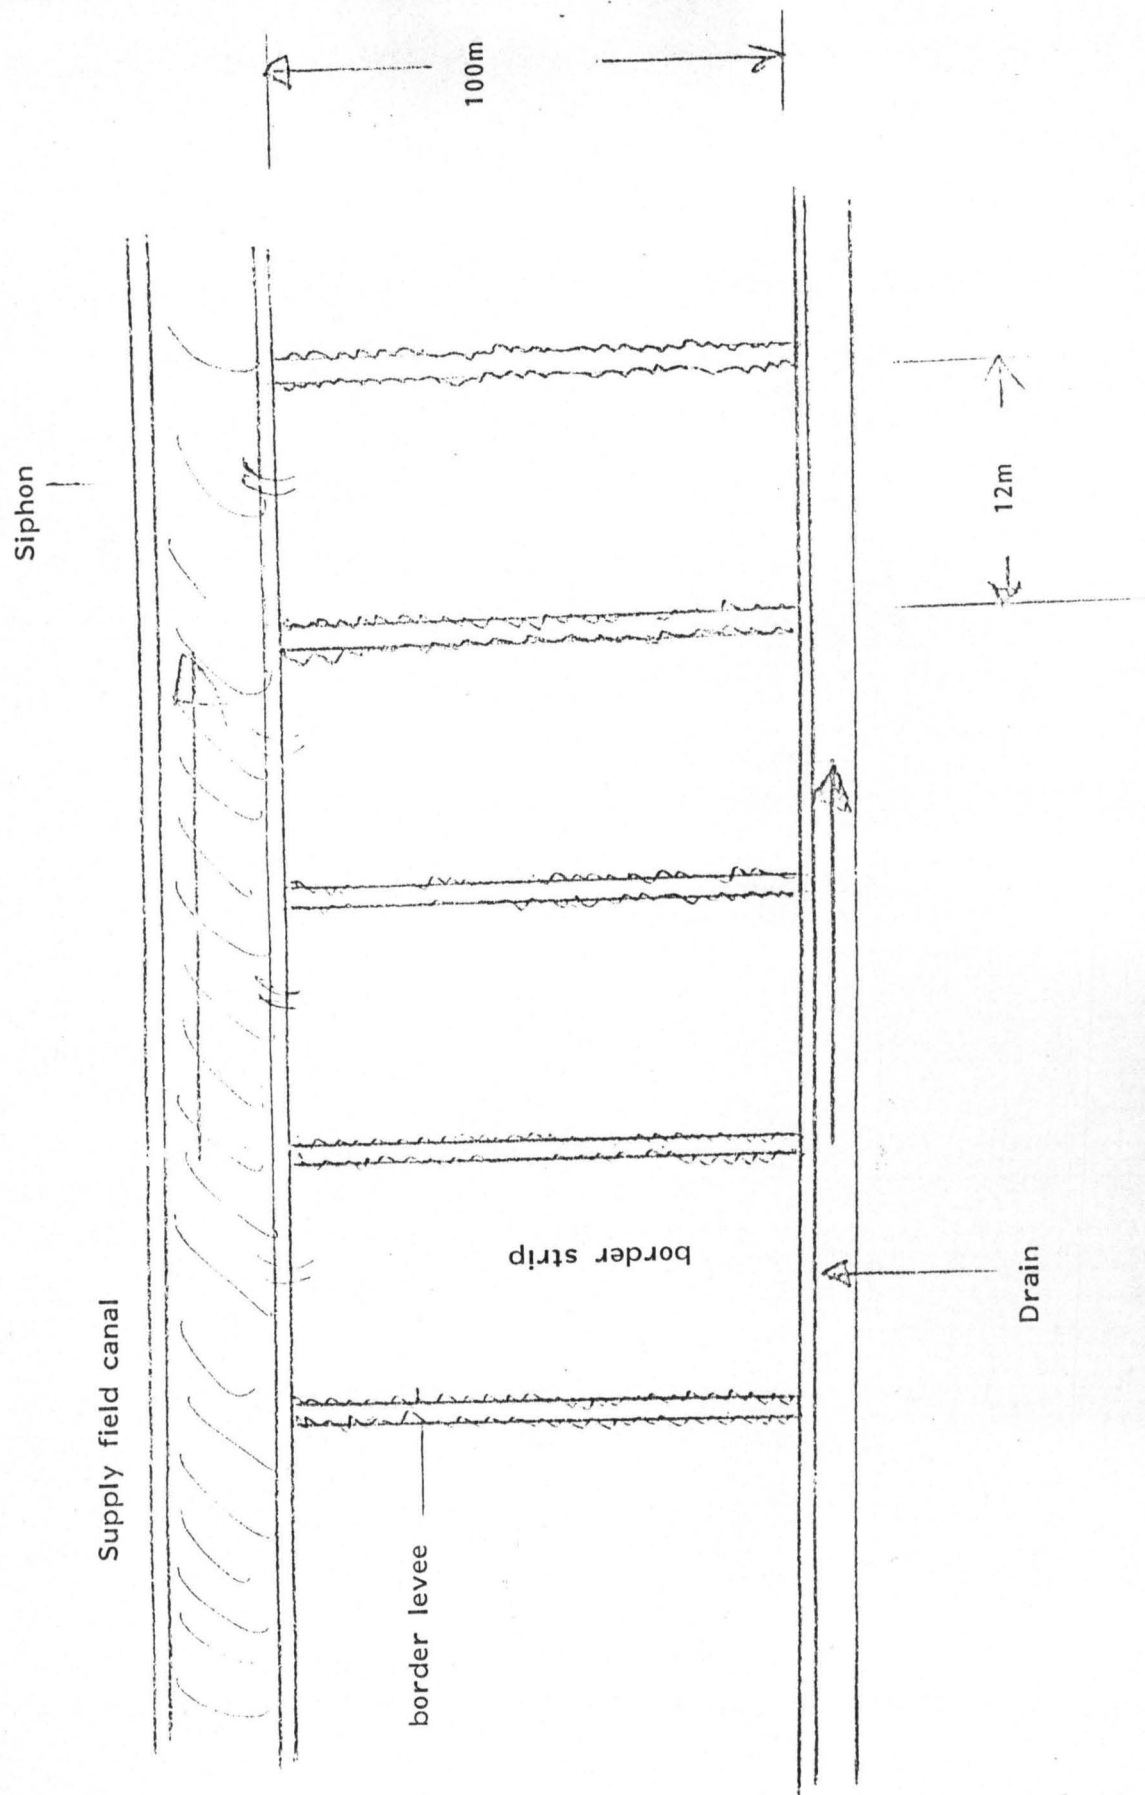 Siphon
Supply field canal
100m
border levee
border strip
12m
Drain